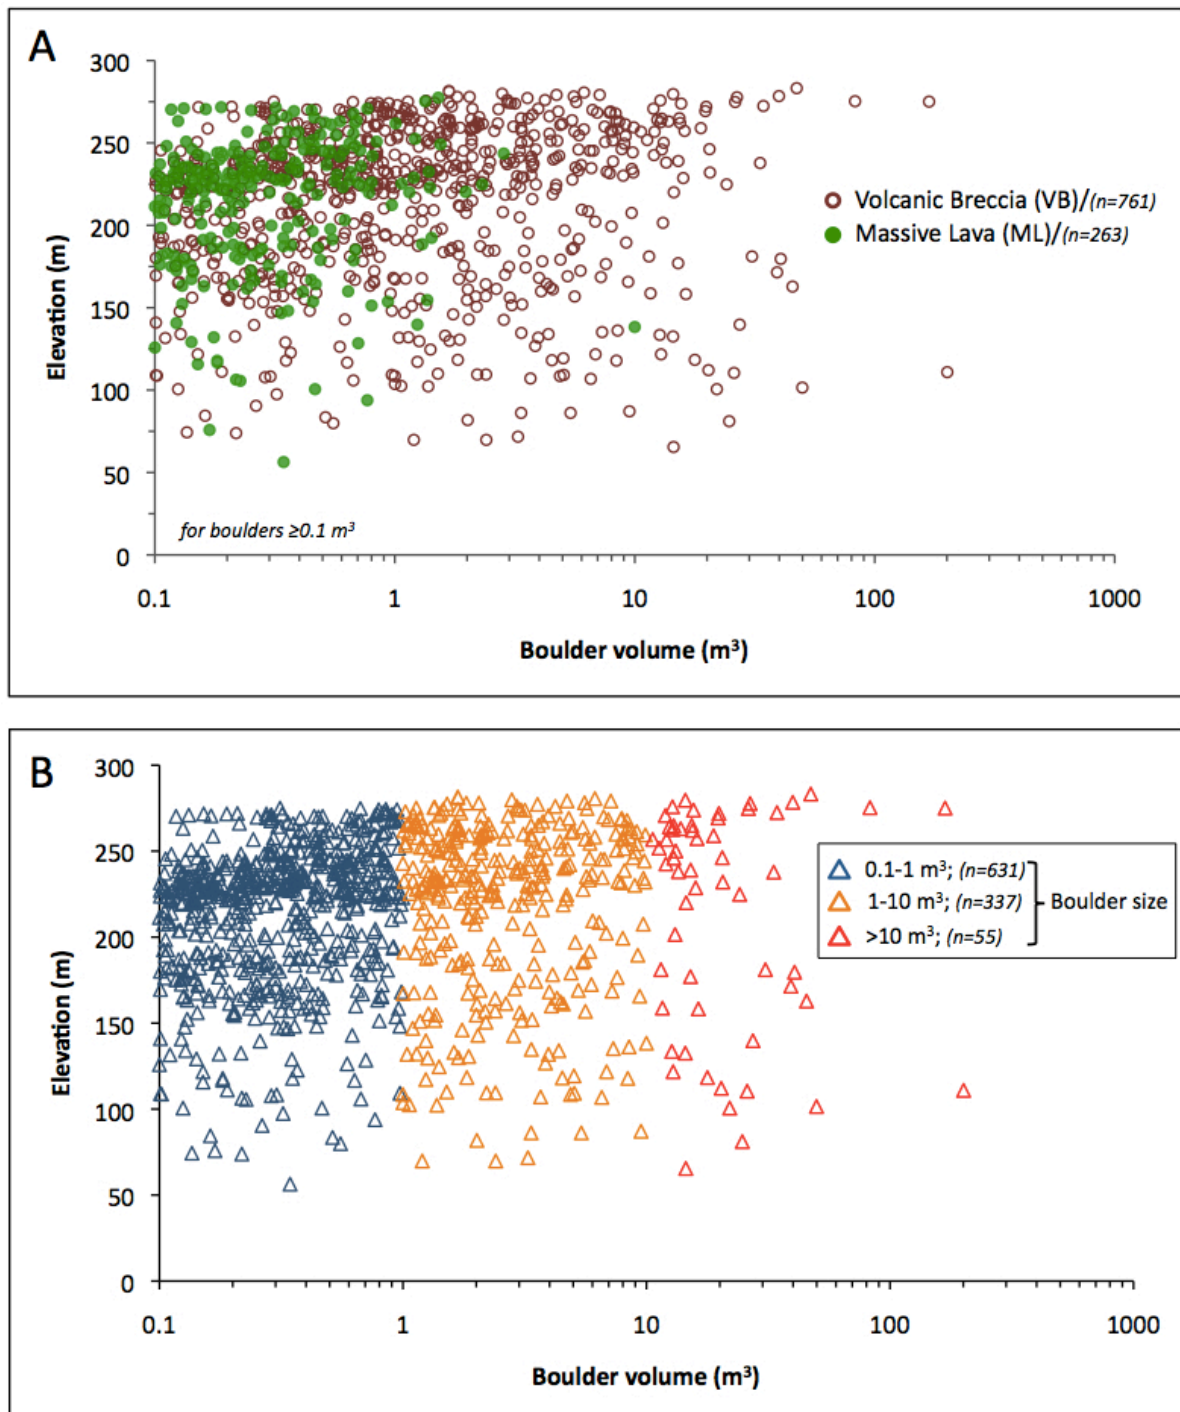 A
300
250
200
150
100
50
0
Elevation (m)
Volcanic Breccia (VB)/(n=761)
Massive Lava (ML)/(n=263)
for boulders ≥0.1 m³
0.1 1 10 100 1000
Boulder volume (m³)
B
300
250
200
150
100
50
0
Elevation (m)
0.1-1 m³; (n=631)
1-10 m³; (n=337)
>10 m³; (n=55)
Boulder size
0.1 1 10 100 1000
Boulder volume (m³)